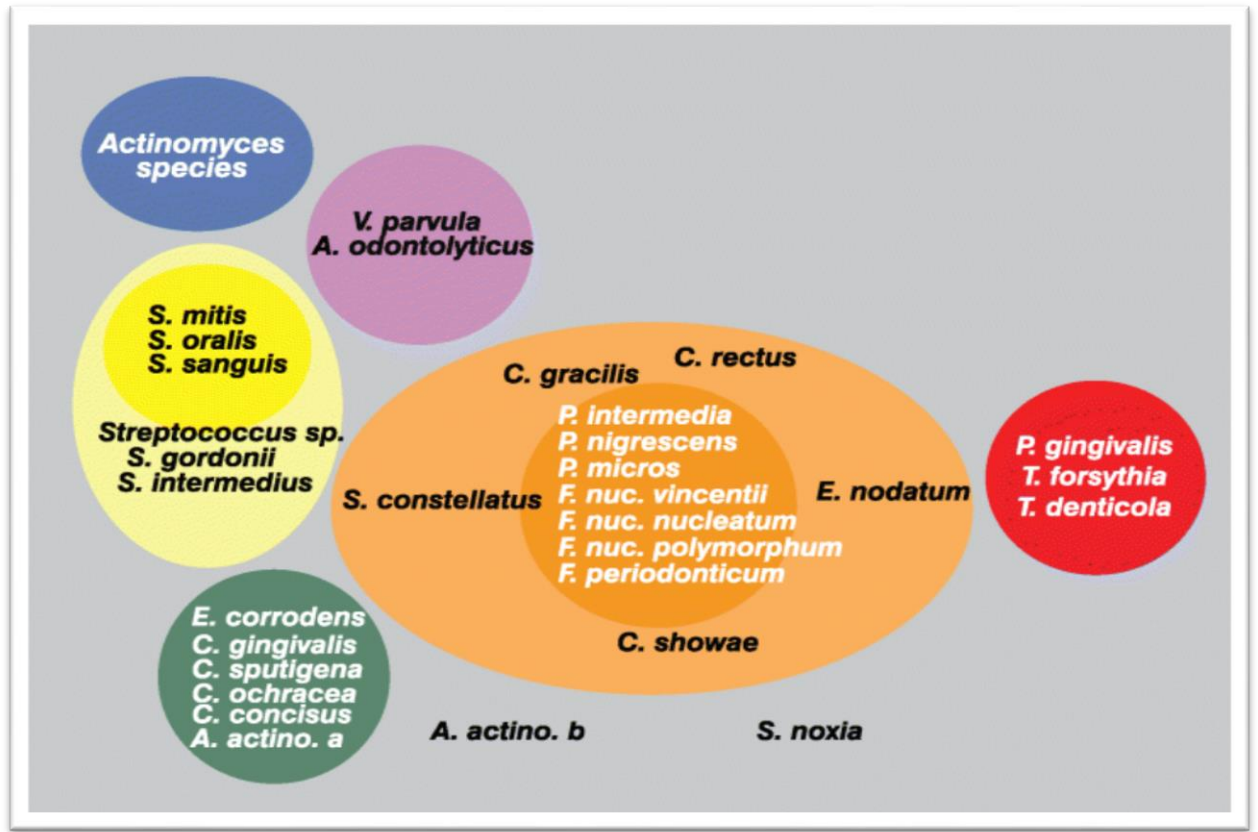 Actinomyces
species
V. parvula
A. odontolyticus
S. mitis
S. oralis
S. sanguis
Streptococcus sp.
S. gordonii
S. intermedius
C. gracilis
C. rectus
P. intermedia
P. nigrescens
P. micros
F. nuc. vincentii
F. nuc. nucleatum
F. nuc. polymorphum
F. periodonticum
S. constellatus
E. nodatum
C. showae
P. gingivalis
T. forsythia
T. denticola
E. corrodens
C. gingivalis
C. sputigena
C. ochracea
C. concisus
A. actino. a
A. actino. b
S. noxia